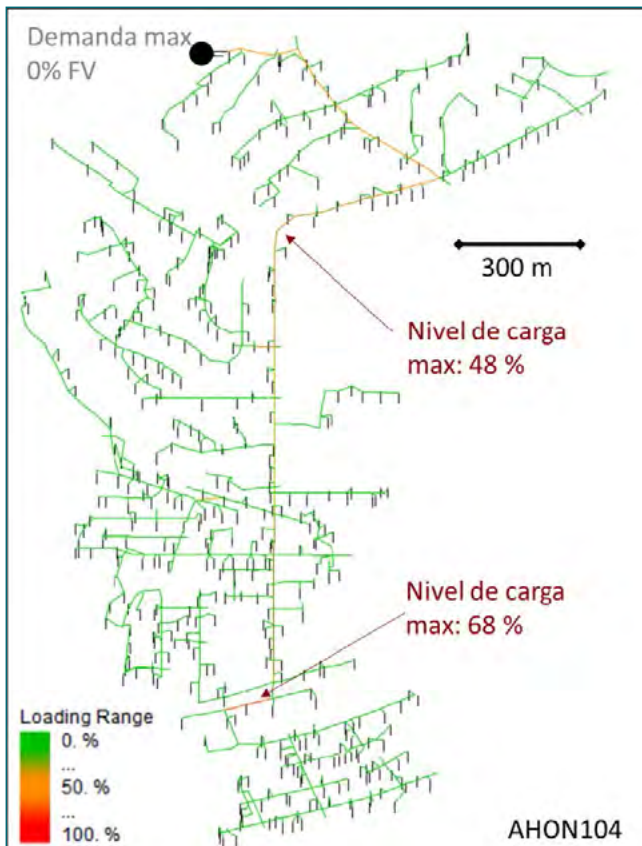 Demanda max
0% FV
300 m
Nivel de carga
max: 48 %
Nivel de carga
max: 68 %
Loading Range
0. %
...
50. %
...
100. %
AHON104